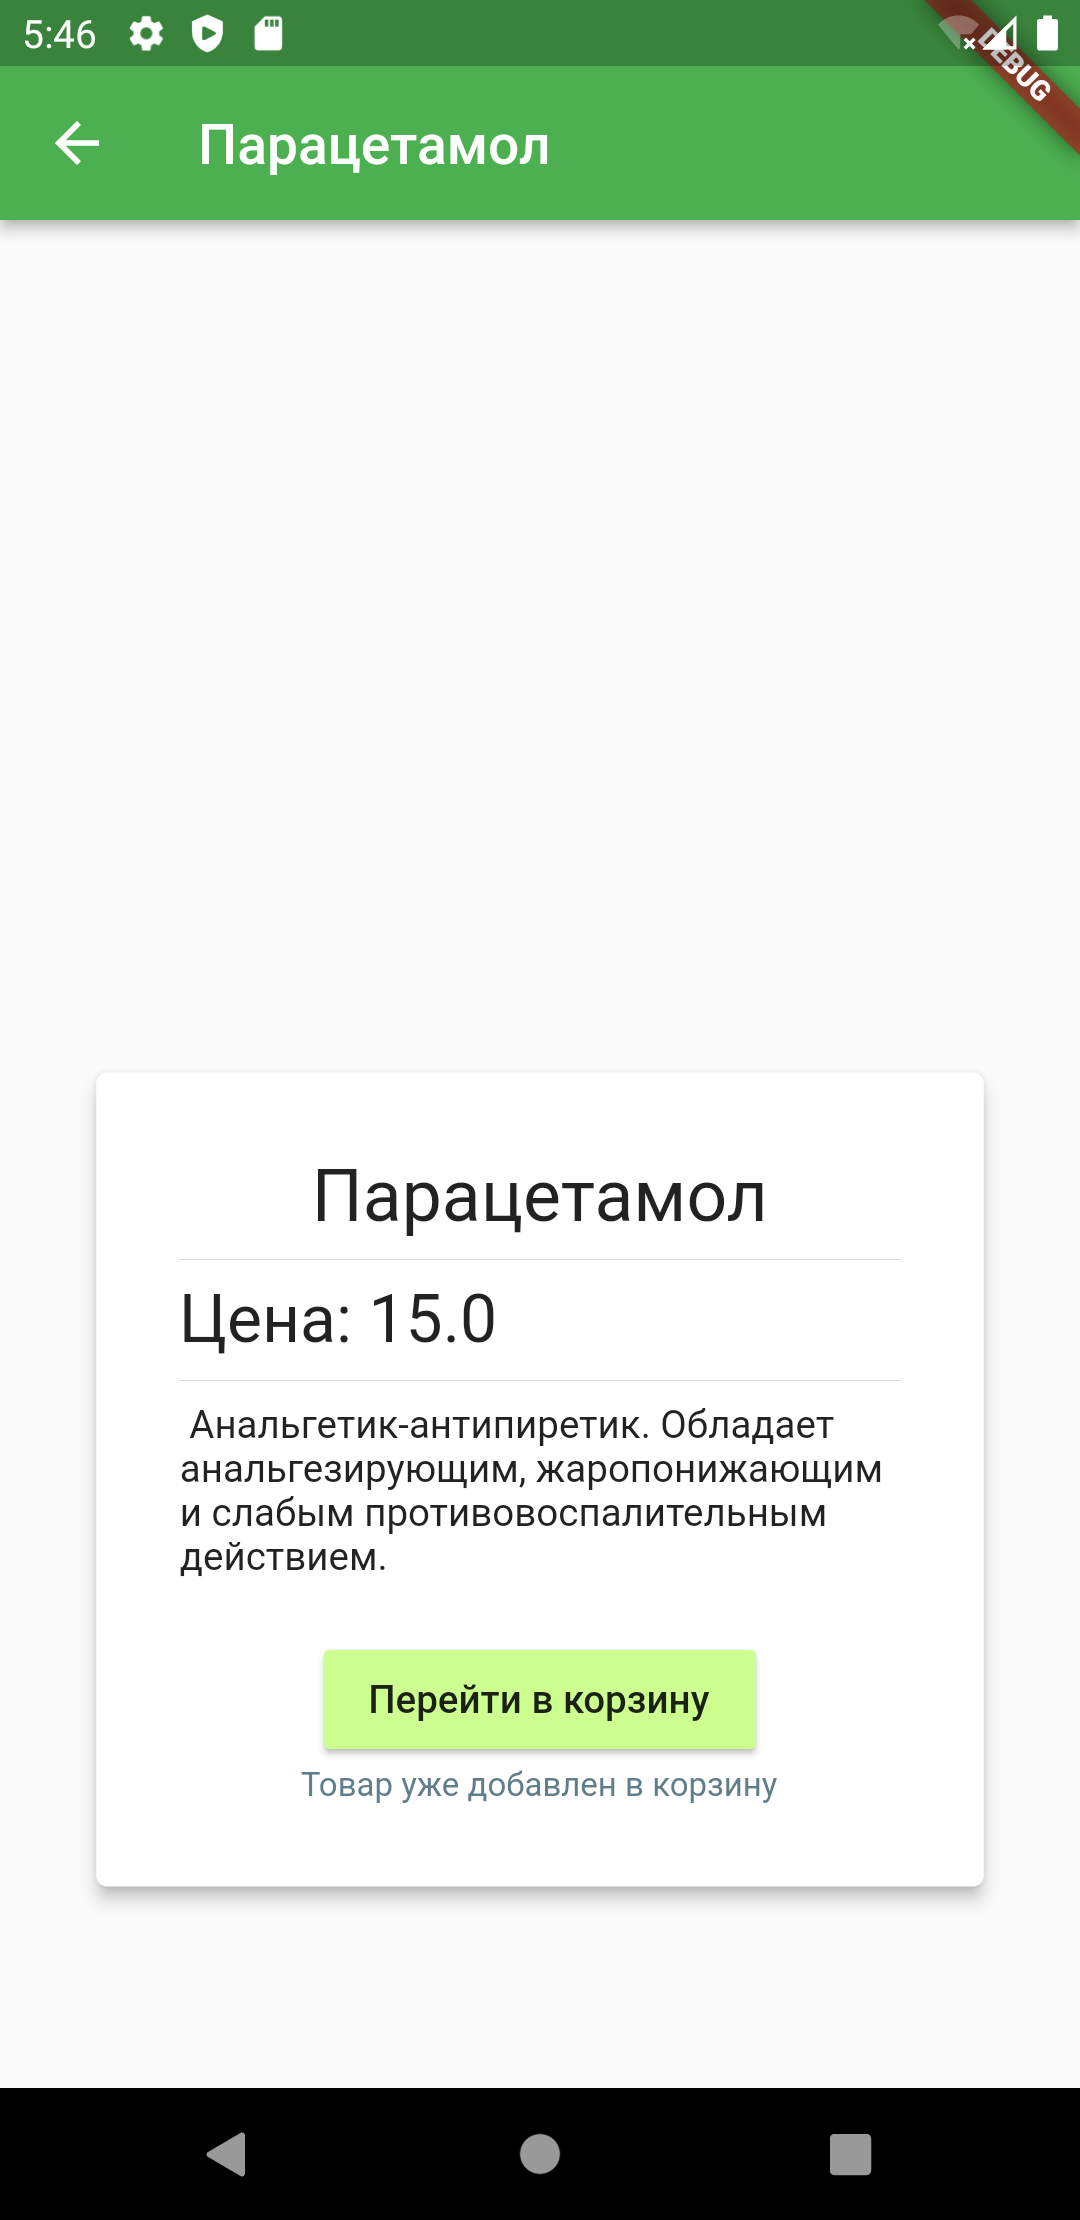 5:46
DEBUG
Парацетамол
Парацетамол
Цена: 15.0
Анальгетик-антипиретик. Обладает
анальгезирующим, жаропонижающим
и слабым противовоспалительным
действием.
Перейти в корзину
Товар уже добавлен в корзину